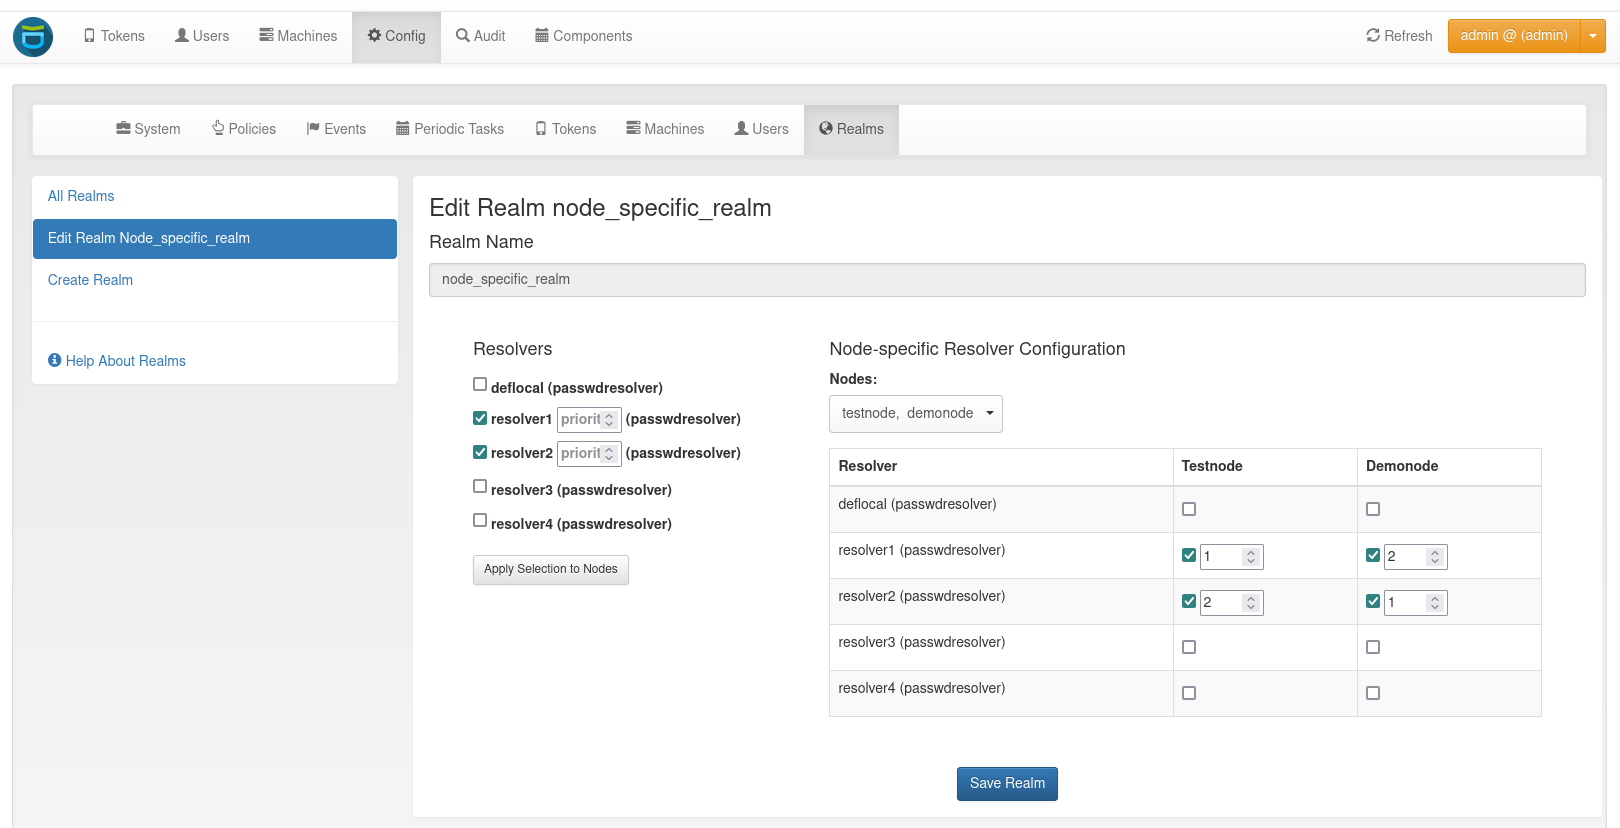 Tokens Users Machines Config Audit Components Refresh admin @ (admin)
System Policies Events Periodic Tasks Tokens Machines Users Realms
All Realms
Edit Realm Node_specific_realm
Create Realm
Help About Realms
Edit Realm node_specific_realm
Realm Name
node_specific_realm
Resolvers
deflocal (passwdresolver)
resolver1 priorit (passwdresolver)
resolver2 priorit (passwdresolver)
resolver3 (passwdresolver)
resolver4 (passwdresolver)
Apply Selection to Nodes
Node-specific Resolver Configuration
Nodes:
testnode, demonode
Resolver Testnode Demonode
deflocal (passwdresolver)
resolver1 (passwdresolver) 1 2
resolver2 (passwdresolver) 2 1
resolver3 (passwdresolver)
resolver4 (passwdresolver)
Save Realm